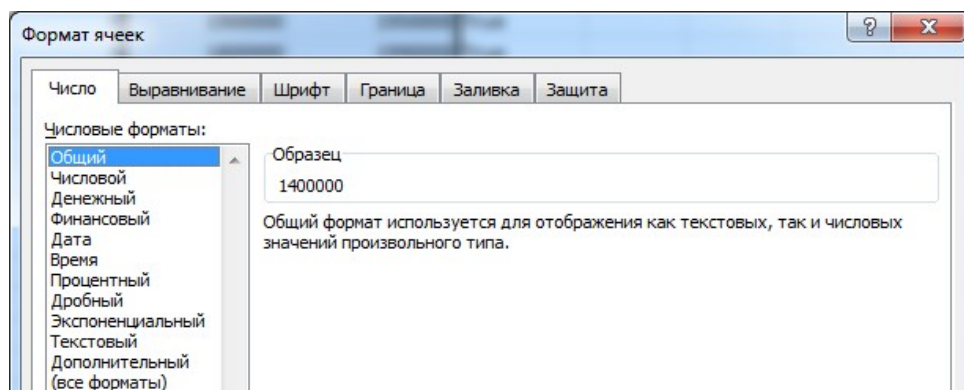 Формат ячеек
Число Выравнивание Шрифт Граница Заливка Защита
Числовые форматы:
Общий
Числовой
Денежный
Финансовый
Дата
Время
Процентный
Дробный
Экспоненциальный
Текстовый
Дополнительный
(все форматы)
Образец
1400000
Общий формат используется для отображения как текстовых, так и числовых
значений произвольного типа.